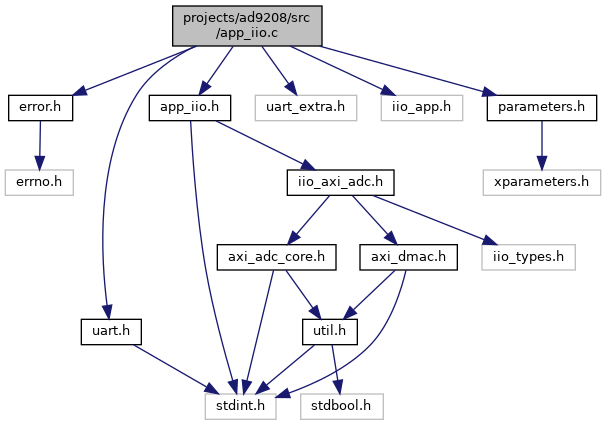 projects/ad9208/src
/app_iio.c
error.h
app_iio.h
uart_extra.h
iio_app.h
parameters.h
errno.h
iio_axi_adc.h
xparameters.h
axi_adc_core.h
axi_dmac.h
iio_types.h
uart.h
util.h
stdint.h
stdbool.h